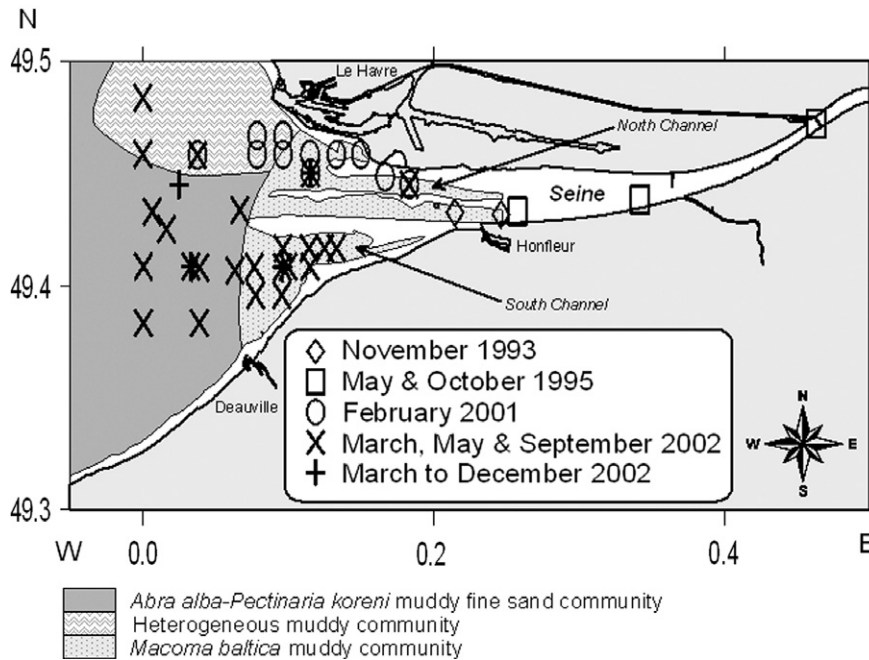 N
49.5
49.4
49.3
Le Havre
North Channel
Seine
Honfleur
South Channel
Deauville
November 1993
May & October 1995
February 2001
March, May & September 2002
March to December 2002
N
W E
S
W 0.0 0.2 0.4 E
Abra alba-Pectinaria koreni muddy fine sand community
Heterogeneous muddy community
Macoma baltica muddy community